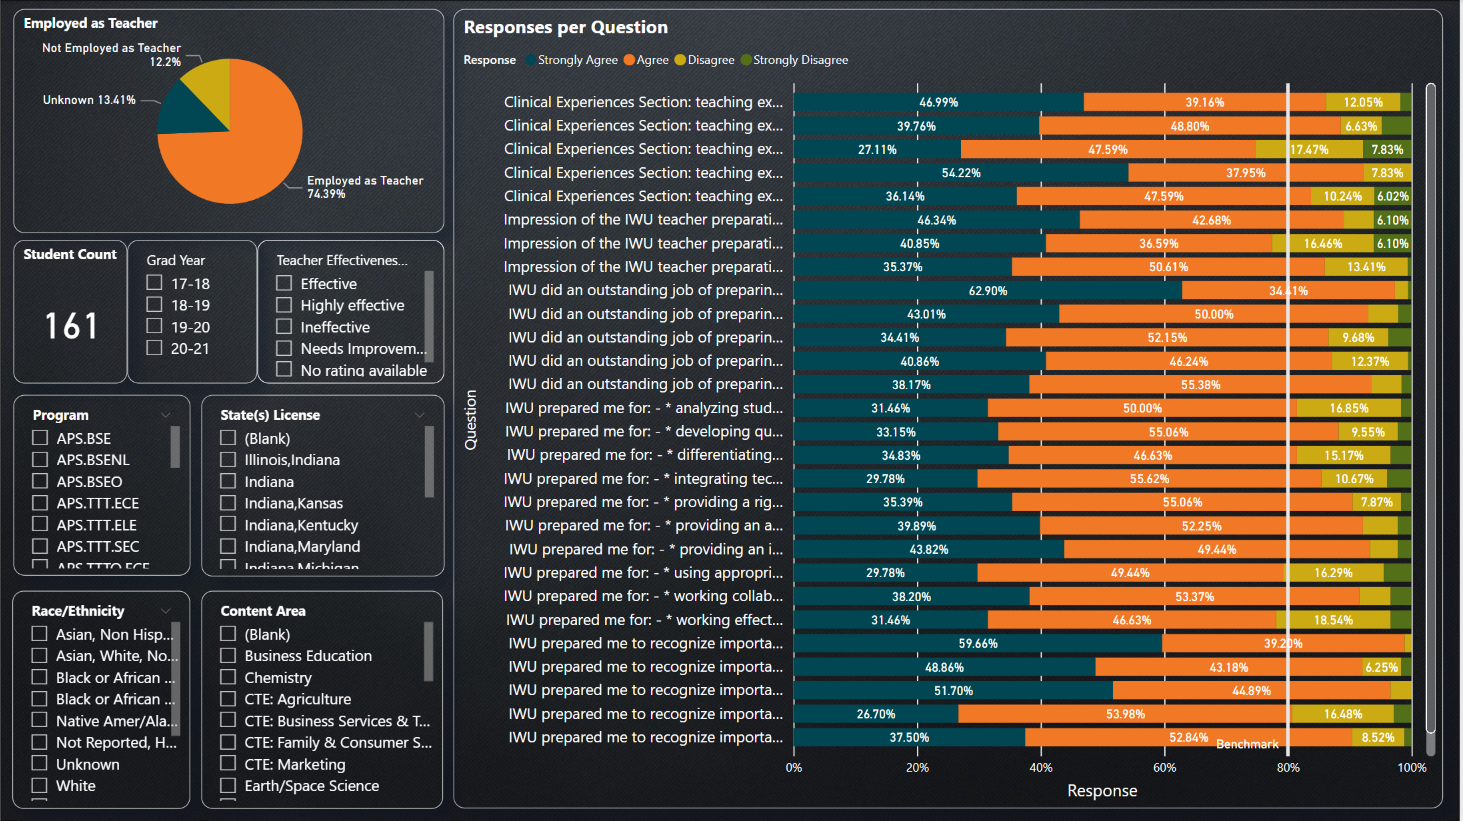 Employed as Teacher
Not Employed as Teacher
12.2%
Unknown 13.41%
Employed as Teacher
74.39%
Student Count
161
Grad Year
17-18
18-19
19-20
20-21
Teacher Effectivenes...
Effective
Highly effective
Ineffective
Needs Improvem...
No rating available
Program
APS.BSE
APS.BSENL
APS.BSEO
APS.TTT.ECE
APS.TTT.ELE
APS.TTT.SEC
APS.TTTO.ECE
State(s) License
(Blank)
Illinois,Indiana
Indiana
Indiana,Kansas
Indiana,Kentucky
Indiana,Maryland
Indiana,Michigan
Race/Ethnicity
Asian, Non Hisp...
Asian, White, No...
Black or African ...
Black or African ...
Native Amer/Ala...
Not Reported, H...
Unknown
White
Content Area
(Blank)
Business Education
Chemistry
CTE: Agriculture
CTE: Business Services & T...
CTE: Family & Consumer S...
CTE: Marketing
Earth/Space Science
Responses per Question
Response Strongly Agree Agree Disagree Strongly Disagree
Question
Clinical Experiences Section: teaching ex... 46.99% 39.16% 12.05%
Clinical Experiences Section: teaching ex... 39.76% 48.80% 6.63%
Clinical Experiences Section: teaching ex... 27.11% 47.59% 17.47% 7.83%
Clinical Experiences Section: teaching ex... 54.22% 37.95% 7.83%
Clinical Experiences Section: teaching ex... 36.14% 47.59% 10.24% 6.02%
Impression of the IWU teacher preparati... 46.34% 42.68% 6.10%
Impression of the IWU teacher preparati... 40.85% 36.59% 16.46% 6.10%
Impression of the IWU teacher preparati... 35.37% 50.61% 13.41%
IWU did an outstanding job of preparin... 62.90% 34.41%
IWU did an outstanding job of preparin... 43.01% 50.00%
IWU did an outstanding job of preparin... 34.41% 52.15% 9.68%
IWU did an outstanding job of preparin... 40.86% 46.24% 12.37%
IWU did an outstanding job of preparin... 38.17% 55.38%
IWU prepared me for: - * analyzing stud... 31.46% 50.00% 16.85%
IWU prepared me for: - * developing qu... 33.15% 55.06% 9.55%
IWU prepared me for: - * differentiating... 34.83% 46.63% 15.17%
IWU prepared me for: - * integrating tec... 29.78% 55.62% 10.67%
IWU prepared me for: - * providing a rig... 35.39% 55.06% 7.87%
IWU prepared me for: - * providing an a... 39.89% 52.25%
IWU prepared me for: - * providing an i... 43.82% 49.44%
IWU prepared me for: - * using appropri... 29.78% 49.44% 16.29%
IWU prepared me for: - * working collab... 38.20% 53.37%
IWU prepared me for: - * working effect... 31.46% 46.63% 18.54%
IWU prepared me to recognize importa... 59.66% 39.20%
IWU prepared me to recognize importa... 48.86% 43.18% 6.25%
IWU prepared me to recognize importa... 51.70% 44.89%
IWU prepared me to recognize importa... 26.70% 53.98% 16.48%
IWU prepared me to recognize importa... 37.50% 52.84% 8.52%
Benchmark
0% 20% 40% 60% 80% 100%
Response